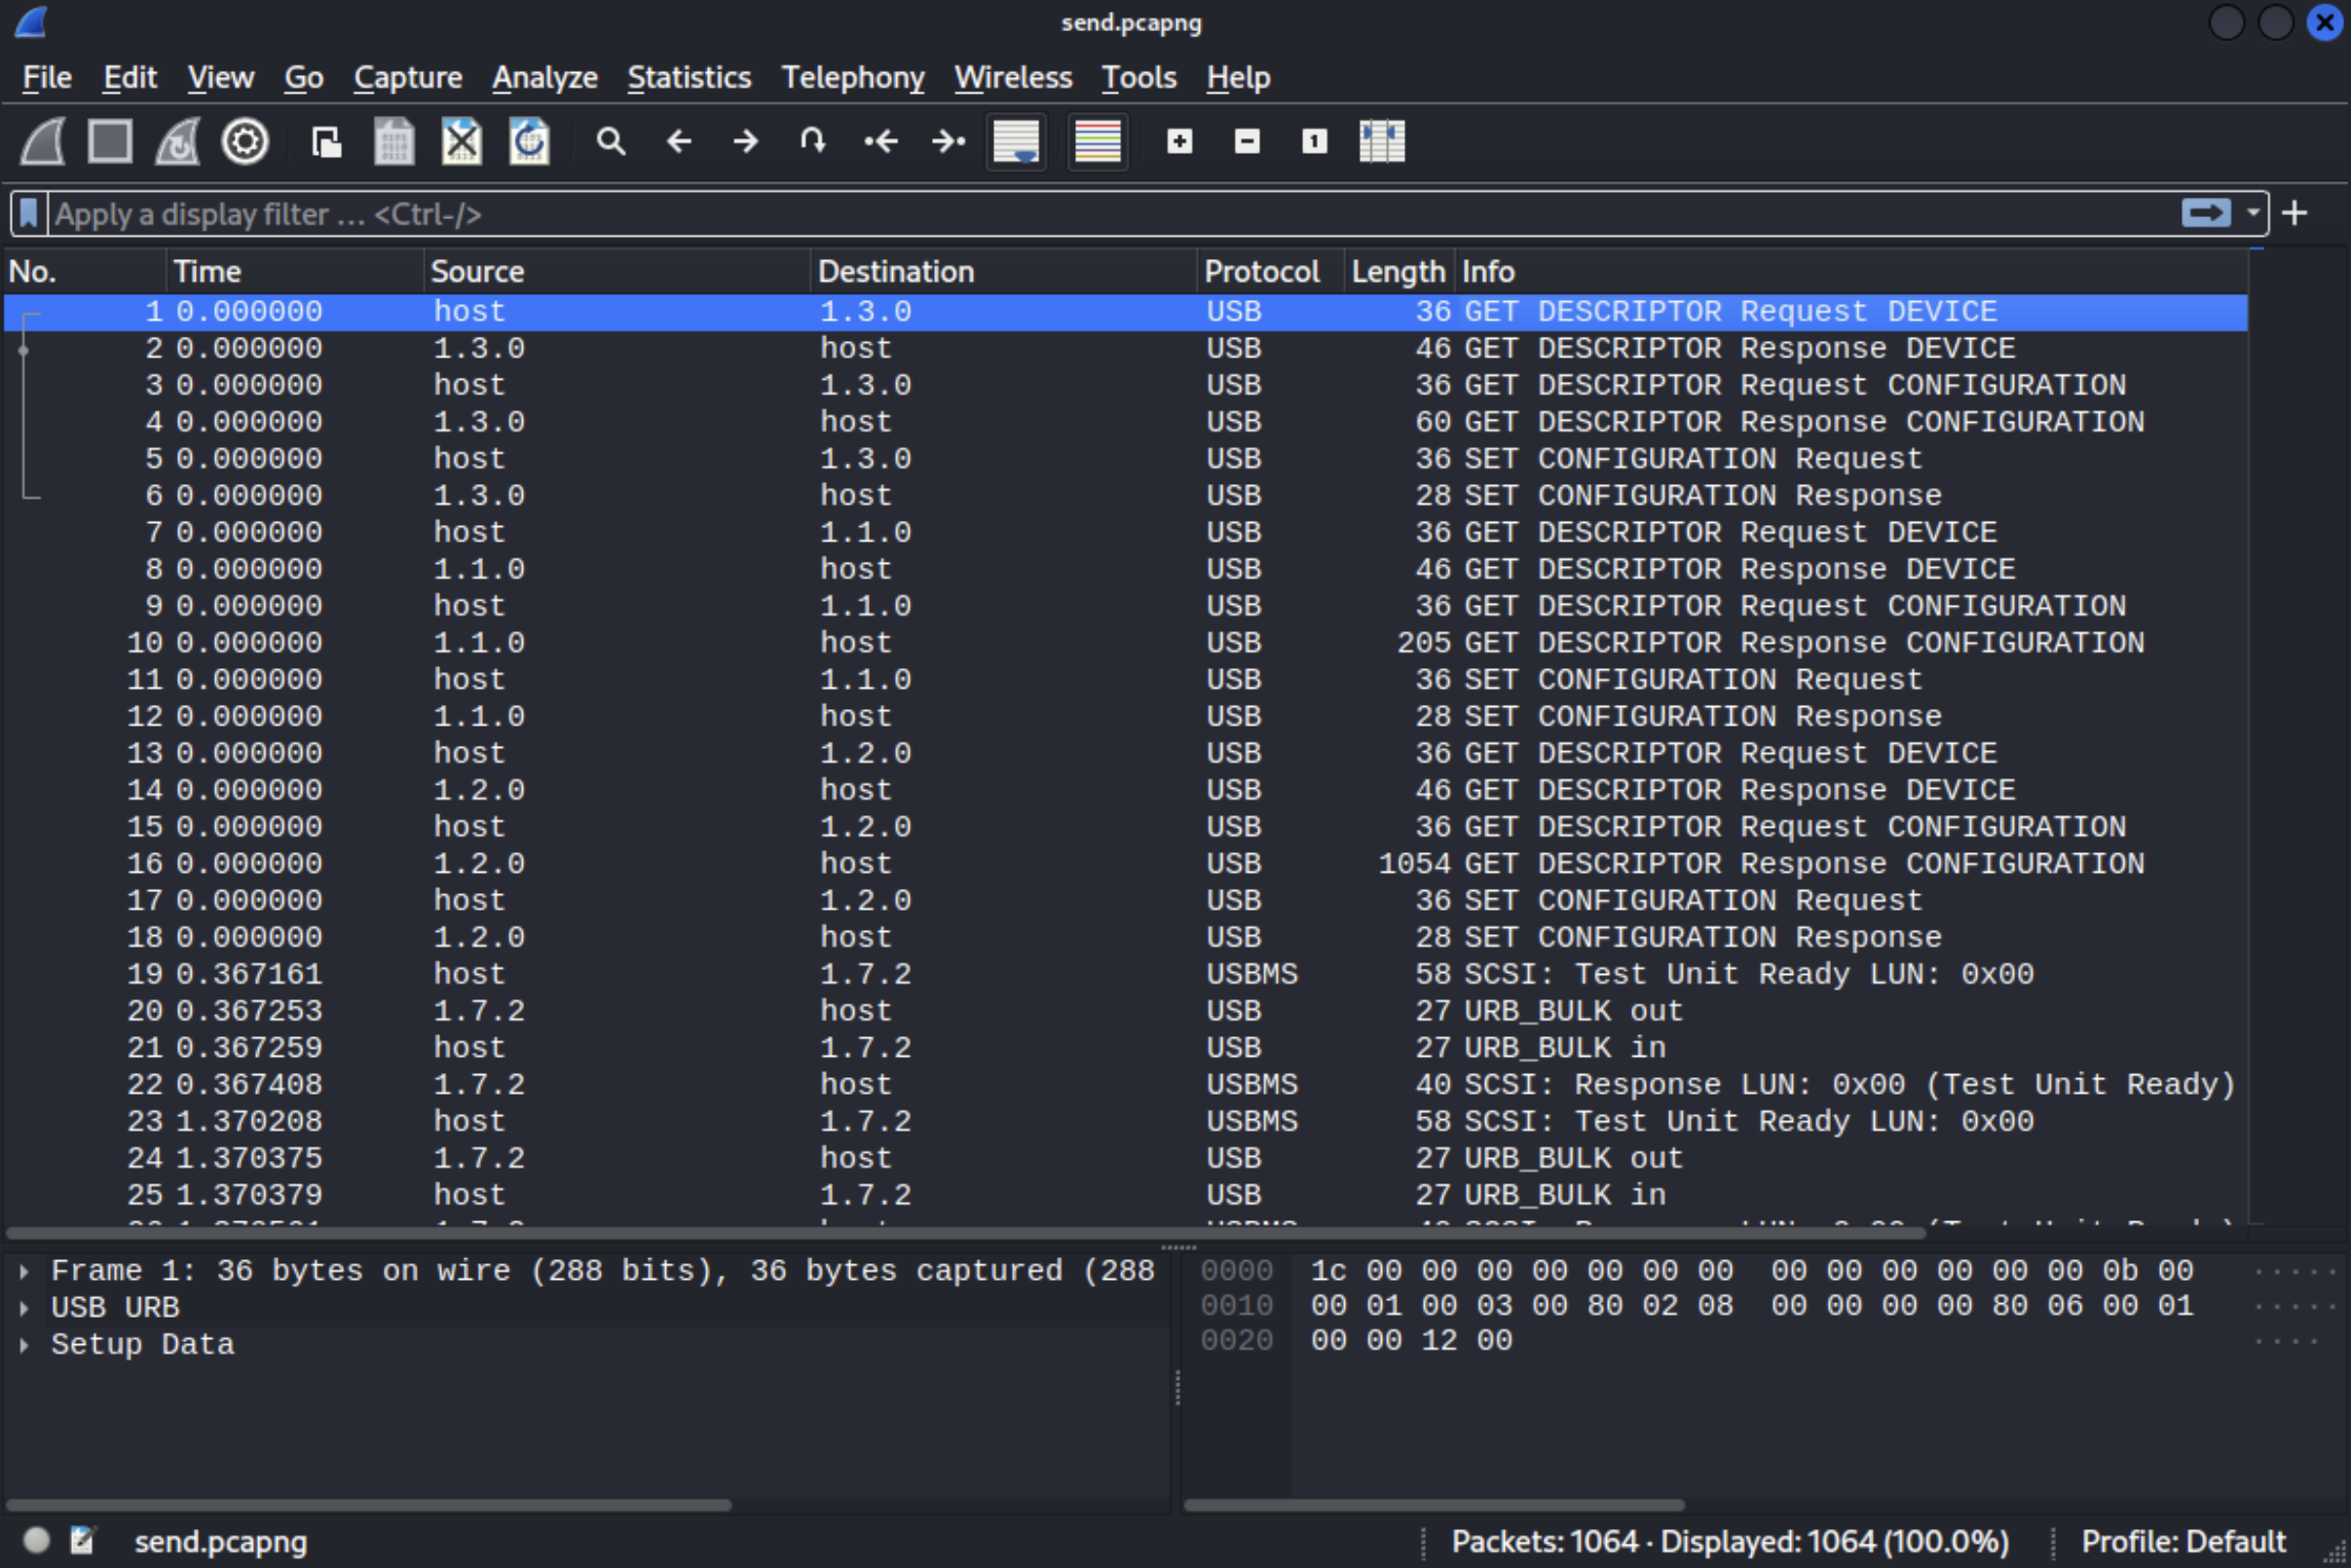 send.pcapng
File Edit View Go Capture Analyze Statistics Telephony Wireless Tools Help
Apply a display filter ... <Ctrl-/>
No. Time Source Destination Protocol Length Info
1 0.000000 host 1.3.0 USB 36 GET DESCRIPTOR Request DEVICE
2 0.000000 1.3.0 host USB 46 GET DESCRIPTOR Response DEVICE
3 0.000000 host 1.3.0 USB 36 GET DESCRIPTOR Request CONFIGURATION
4 0.000000 1.3.0 host USB 60 GET DESCRIPTOR Response CONFIGURATION
5 0.000000 host 1.3.0 USB 36 SET CONFIGURATION Request
6 0.000000 1.3.0 host USB 28 SET CONFIGURATION Response
7 0.000000 host 1.1.0 USB 36 GET DESCRIPTOR Request DEVICE
8 0.000000 1.1.0 host USB 46 GET DESCRIPTOR Response DEVICE
9 0.000000 host 1.1.0 USB 36 GET DESCRIPTOR Request CONFIGURATION
10 0.000000 1.1.0 host USB 205 GET DESCRIPTOR Response CONFIGURATION
11 0.000000 host 1.1.0 USB 36 SET CONFIGURATION Request
12 0.000000 1.1.0 host USB 28 SET CONFIGURATION Response
13 0.000000 host 1.2.0 USB 36 GET DESCRIPTOR Request DEVICE
14 0.000000 1.2.0 host USB 46 GET DESCRIPTOR Response DEVICE
15 0.000000 host 1.2.0 USB 36 GET DESCRIPTOR Request CONFIGURATION
16 0.000000 1.2.0 host USB 1054 GET DESCRIPTOR Response CONFIGURATION
17 0.000000 host 1.2.0 USB 36 SET CONFIGURATION Request
18 0.000000 1.2.0 host USB 28 SET CONFIGURATION Response
19 0.367161 host 1.7.2 USBMS 58 SCSI: Test Unit Ready LUN: 0x00
20 0.367253 1.7.2 host USB 27 URB_BULK out
21 0.367259 host 1.7.2 USB 27 URB_BULK in
22 0.367408 1.7.2 host USBMS 40 SCSI: Response LUN: 0x00 (Test Unit Ready)
23 1.370208 host 1.7.2 USBMS 58 SCSI: Test Unit Ready LUN: 0x00
24 1.370375 1.7.2 host USB 27 URB_BULK out
25 1.370379 host 1.7.2 USB 27 URB_BULK in
Frame 1: 36 bytes on wire (288 bits), 36 bytes captured (288
USB URB
Setup Data
0000 1c 00 00 00 00 00 00 00 00 00 00 00 00 00 0b 00 .....
0010 00 01 00 03 00 80 02 08 00 00 00 00 80 06 00 01 .....
0020 00 00 12 00 ....
send.pcapng
Packets: 1064 · Displayed: 1064 (100.0%)
Profile: Default